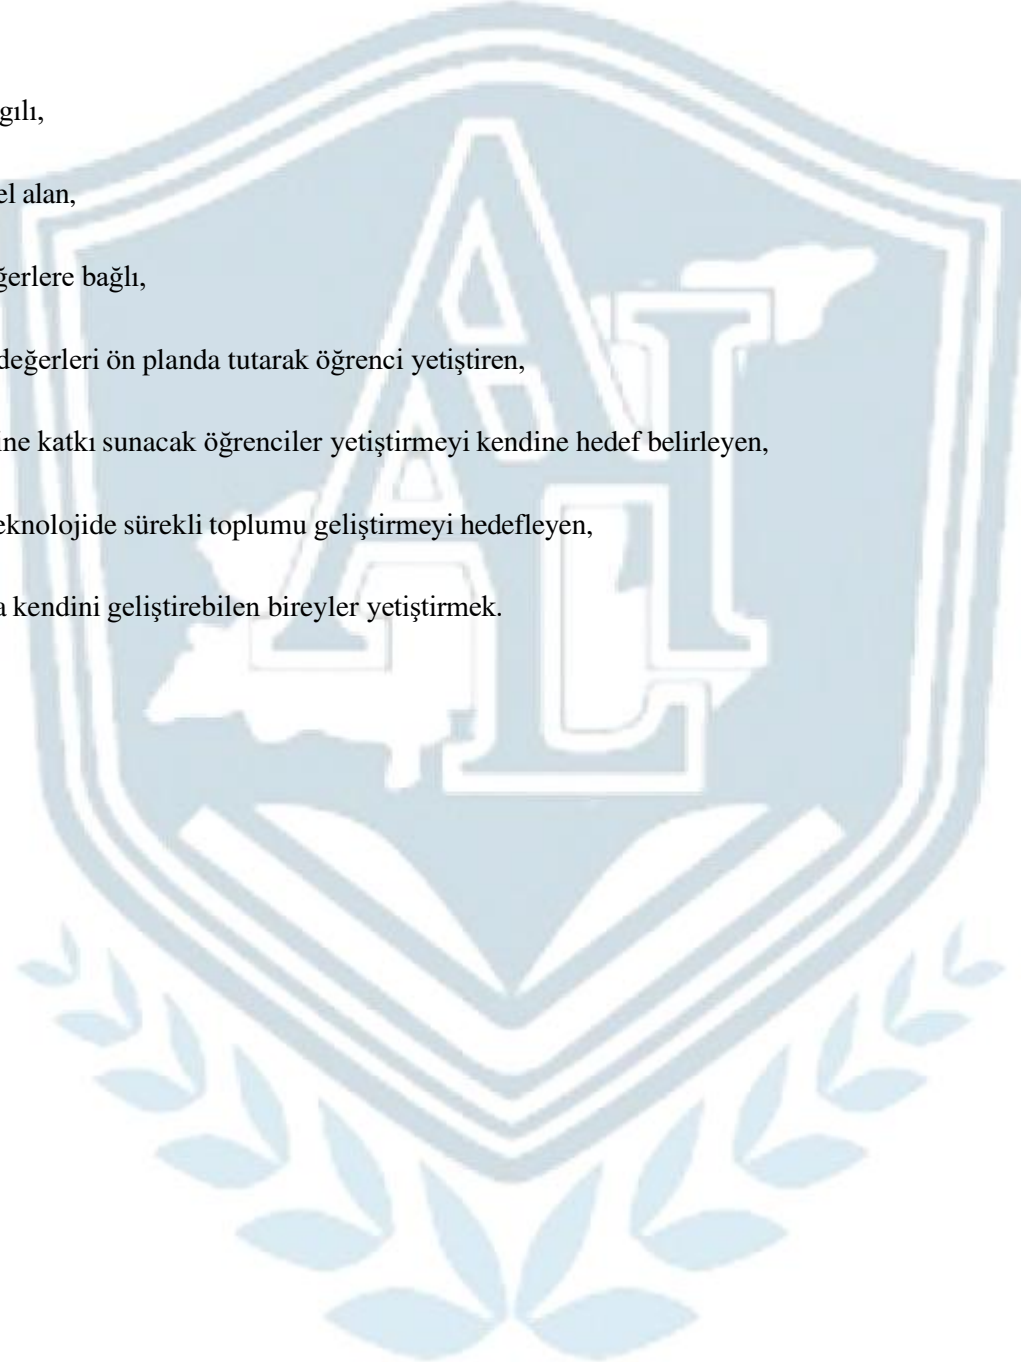 gılı,
el alan,
ğerlere bağlı,
değerleri ön planda tutarak öğrenci yetiştiren,
ine katkı sunacak öğrenciler yetiştirmeyi kendine hedef belirleyen,
eknolojide sürekli toplumu geliştirmeyi hedefleyen,
a kendini geliştirebilen bireyler yetiştirmek.
AAIL